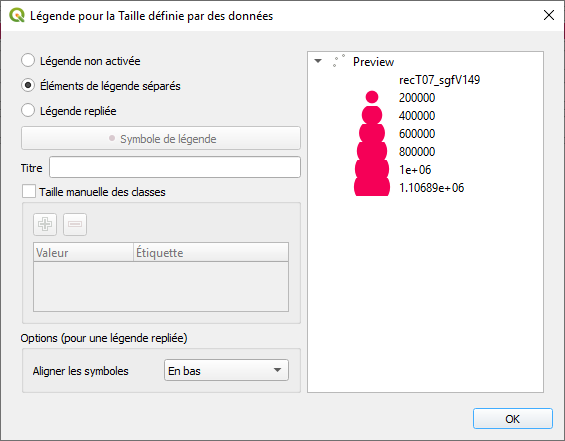 Légende pour la Taille définie par des données
Légende non activée
Éléments de légende séparés
Légende repliée
Symbole de légende
Titre
Taille manuelle des classes
Valeur Étiquette
Options (pour une légende repliée)
Aligner les symboles En bas
Preview
recT07_sgfV149
200000
400000
600000
800000
1e+06
1.10689e+06
OK